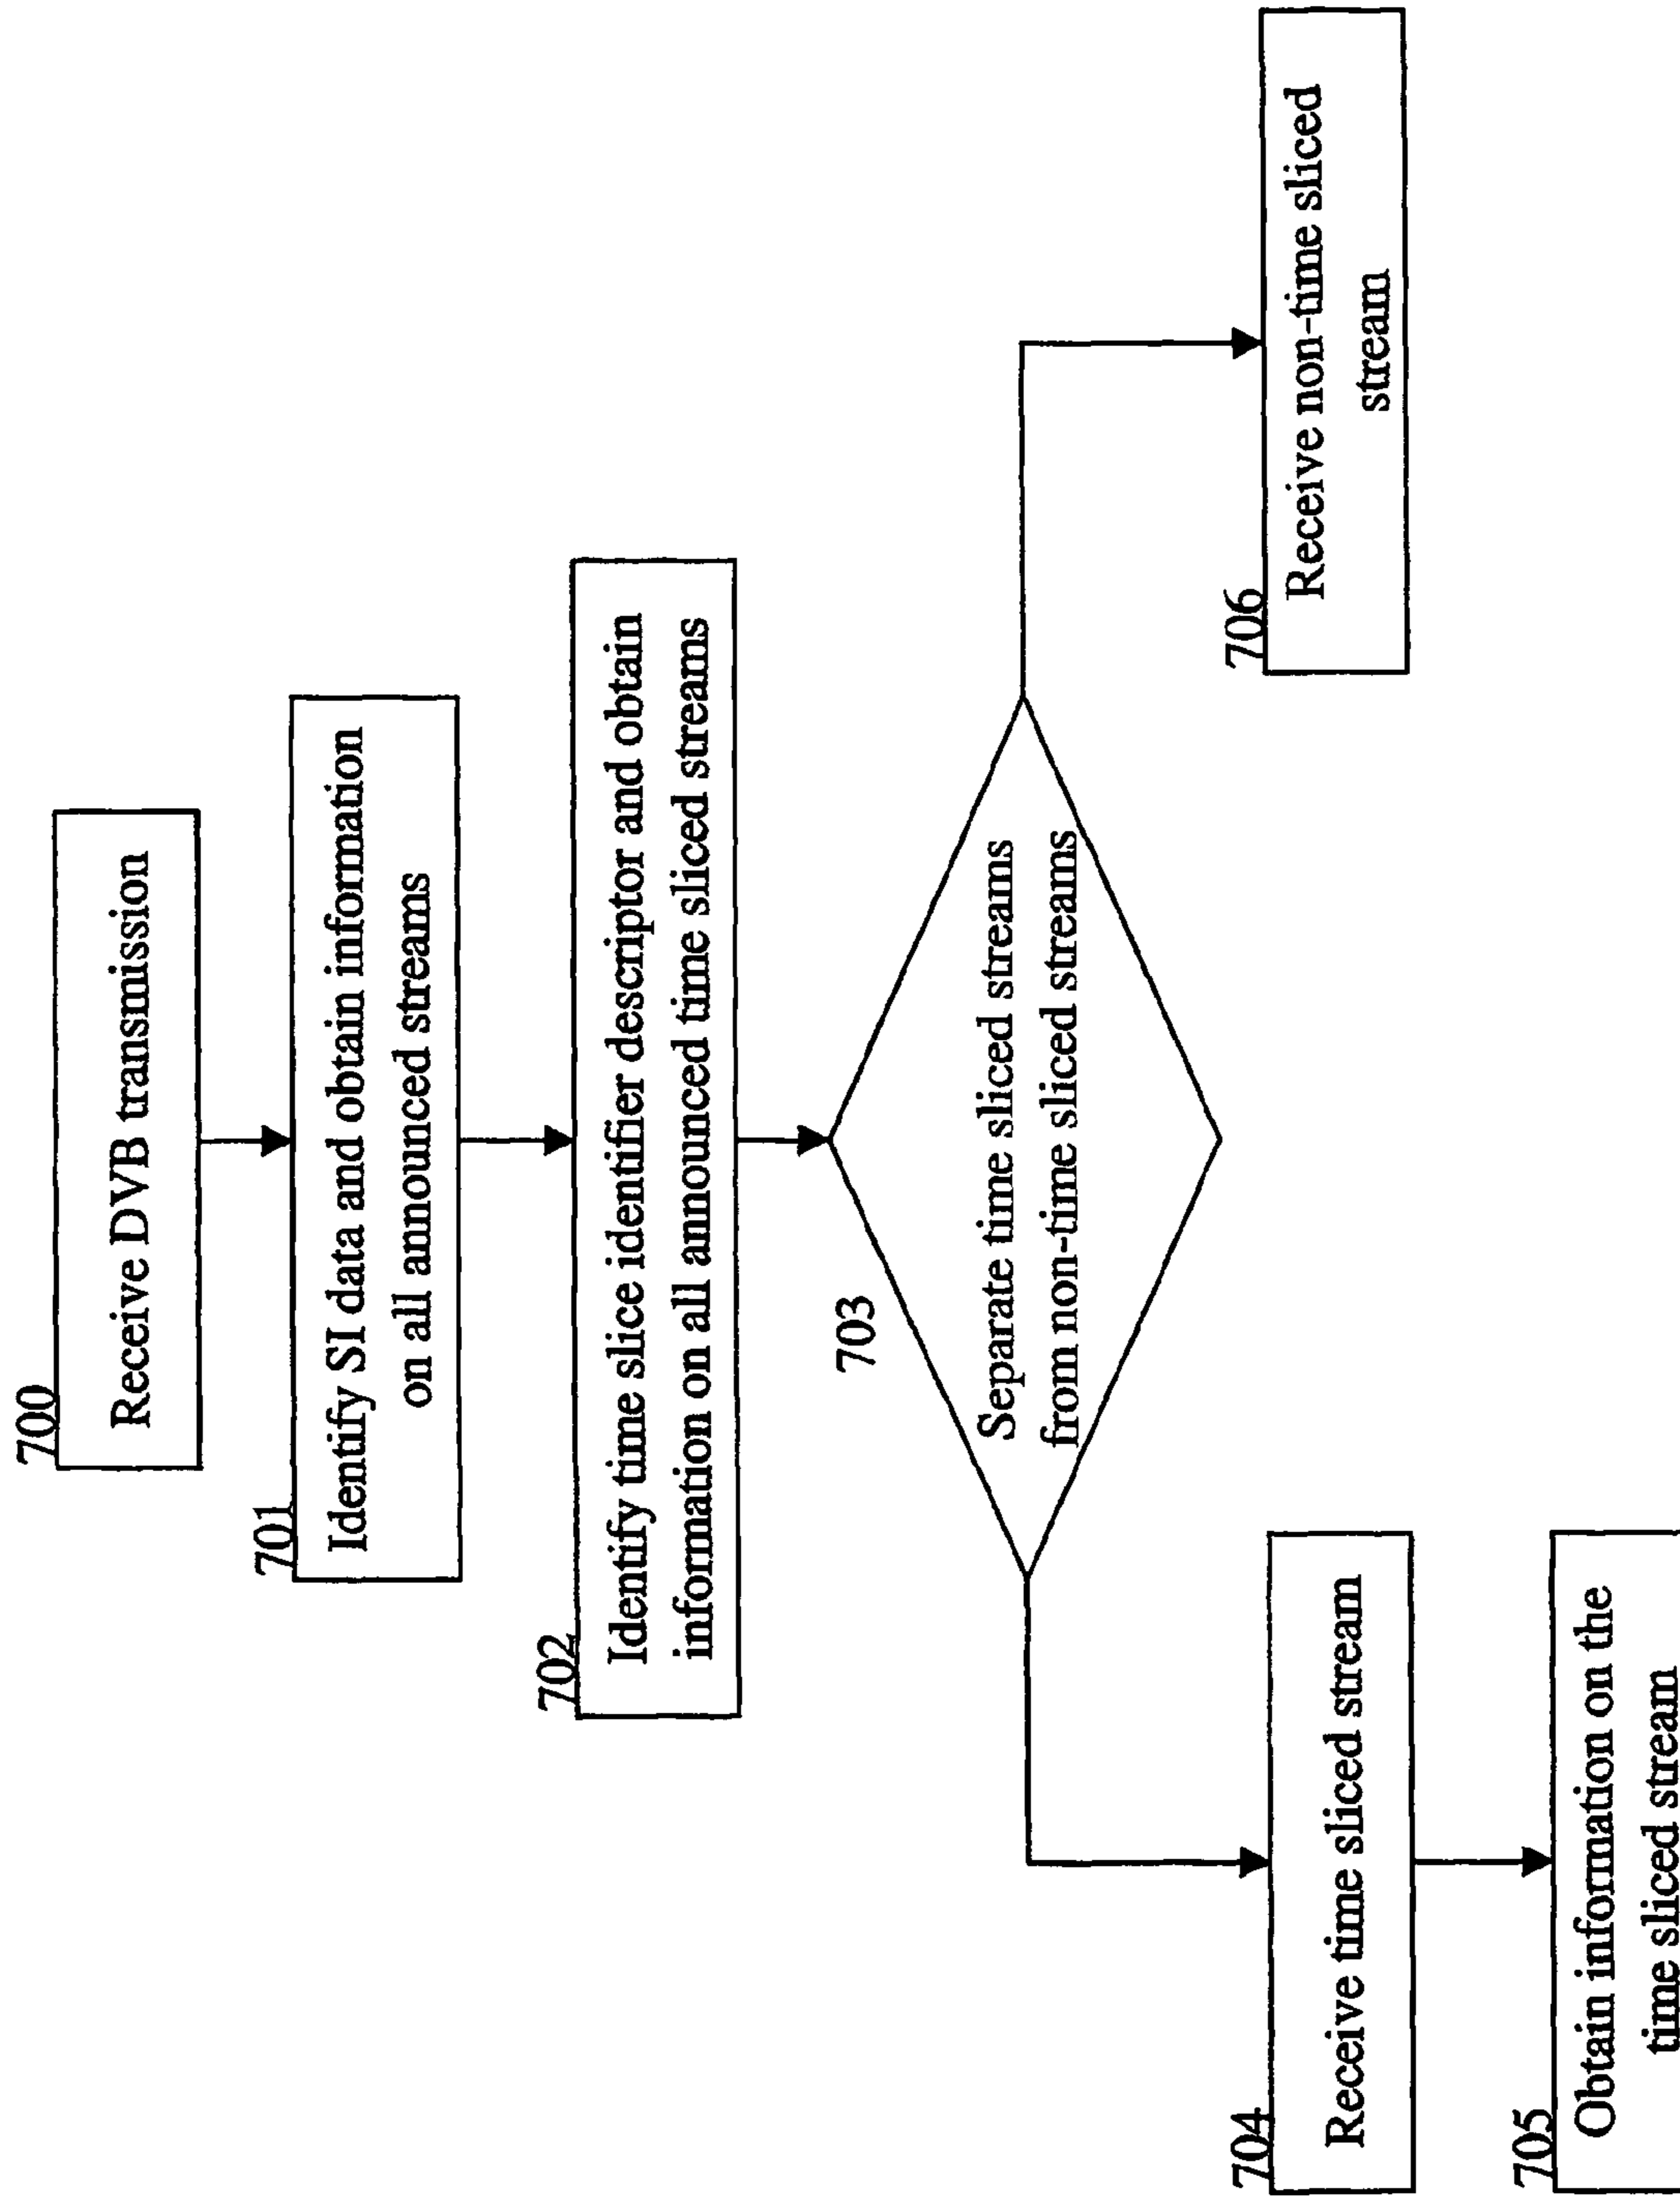 700
Receive DVB transmission
701
Identify SI data and obtain information
on all announced streams
702
Identify time slice identifier descriptor and obtain
information on all announced time sliced streams
703
Separate time sliced streams
from non-time sliced streams
704
Receive time sliced stream
705
Obtain information on the
time sliced stream
706
Receive non-time sliced
stream